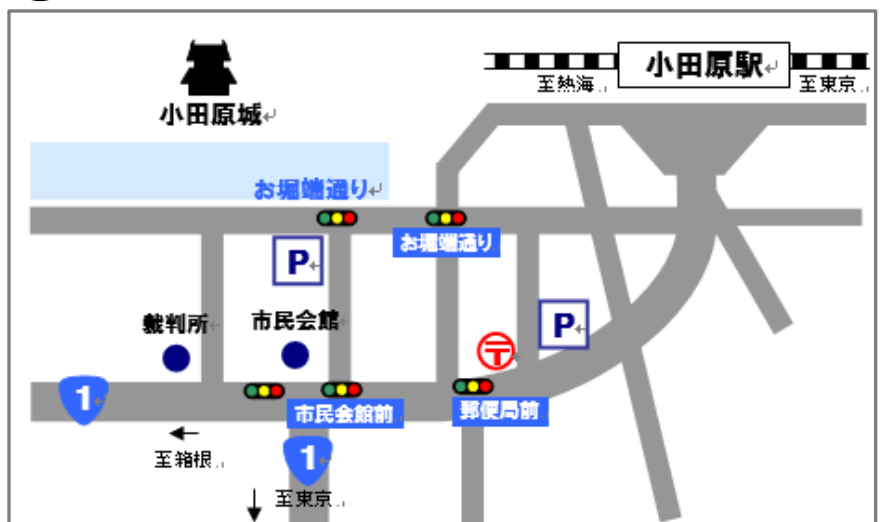 小田原駅
至熱海
至東京
小田原城
お堀端通り
お堀端通り
P
P
裁判所
市民会館
〒
1
市民会館前
郵便局前
至箱根
1
至東京